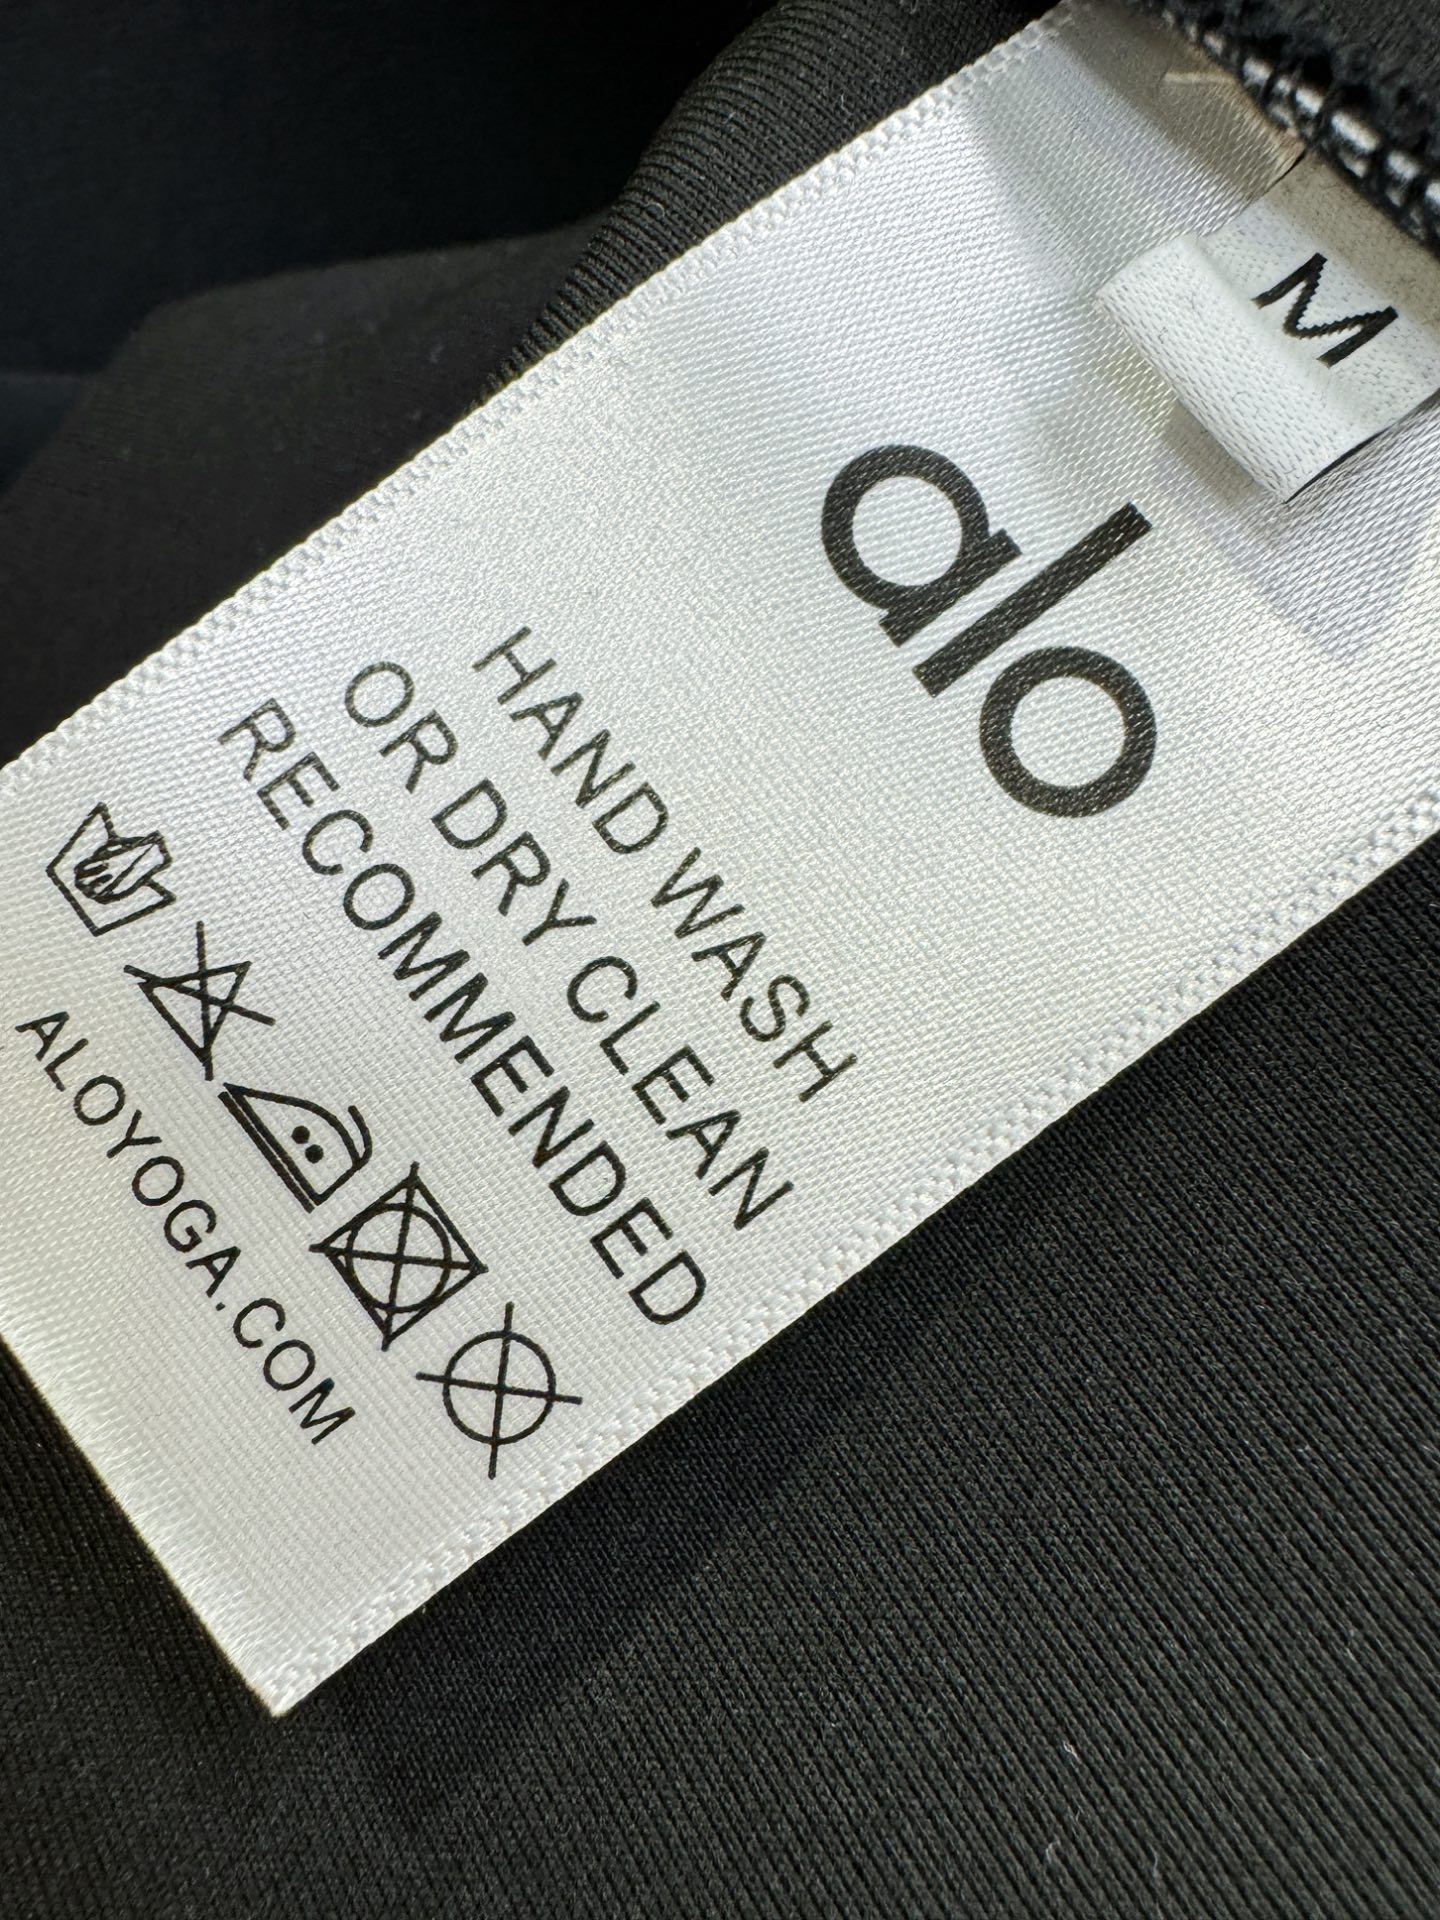 M
alo
HAND WASH
OR DRY CLEAN
RECOMMENDED
ALOYOGA.COM